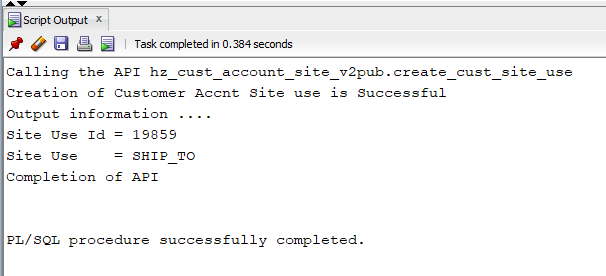 Script Output x
Task completed in 0.384 seconds
Calling the API hz_cust_account_site_v2pub.create_cust_site_use
Creation of Customer Accnt Site use is Successful
Output information ....
Site Use Id = 19859
Site Use    = SHIP_TO
Completion of API
PL/SQL procedure successfully completed.